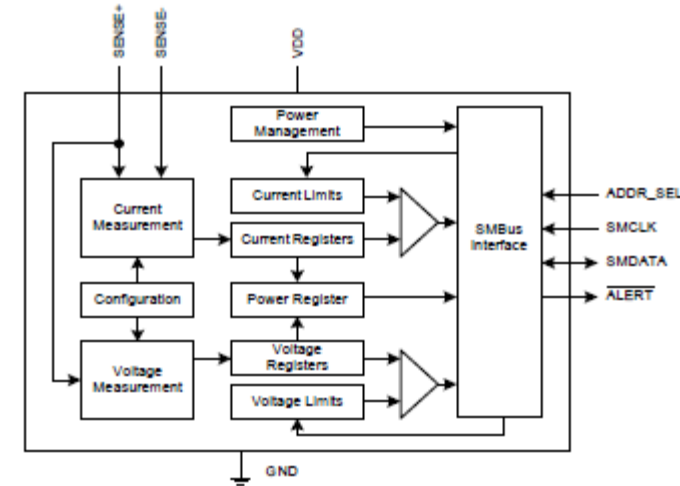 SENSE+
SENSE-
VDD
Power
Management
Current Limits
Current
Measurement
Current Registers
SMBus
Interface
ADDR_SEL
SMCLK
SMDATA
ALERT
Configuration
Power Register
Voltage
Measurement
Voltage
Registers
Voltage Limits
GND